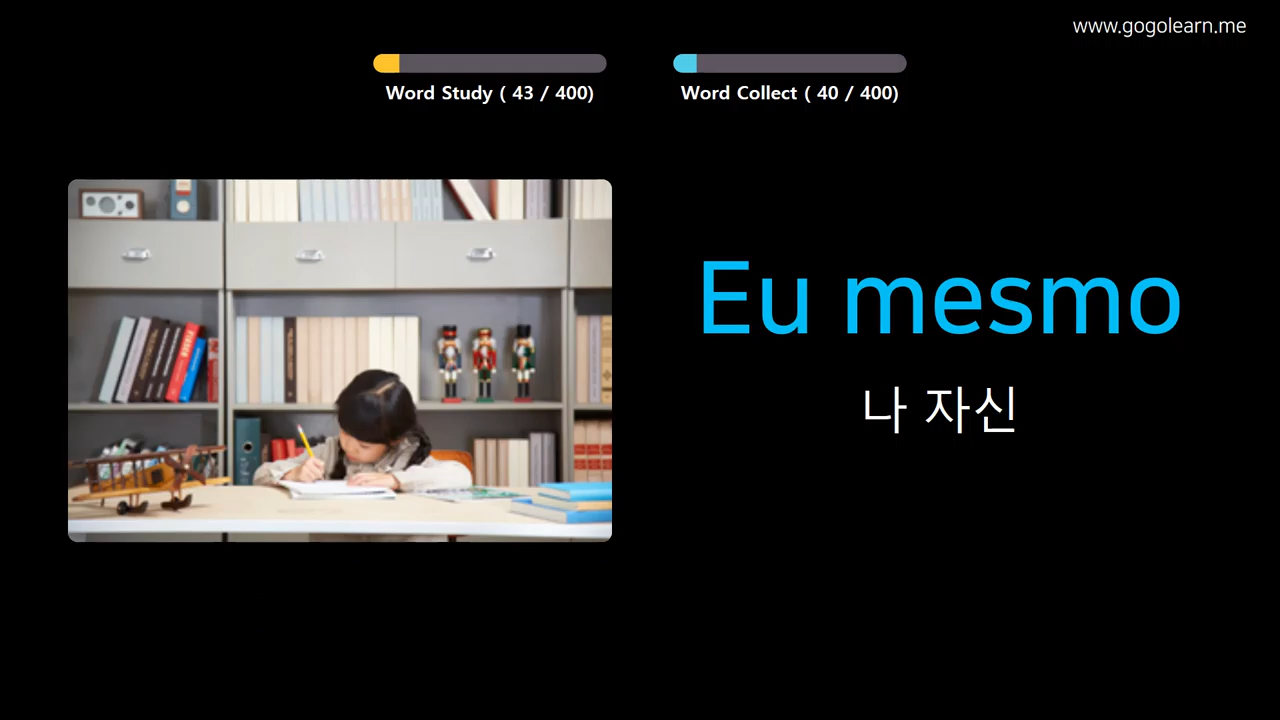 www.gogolearn.me
Word Study ( 43 / 400)
Word Collect ( 40 / 400)
Eu mesmo
나 자신